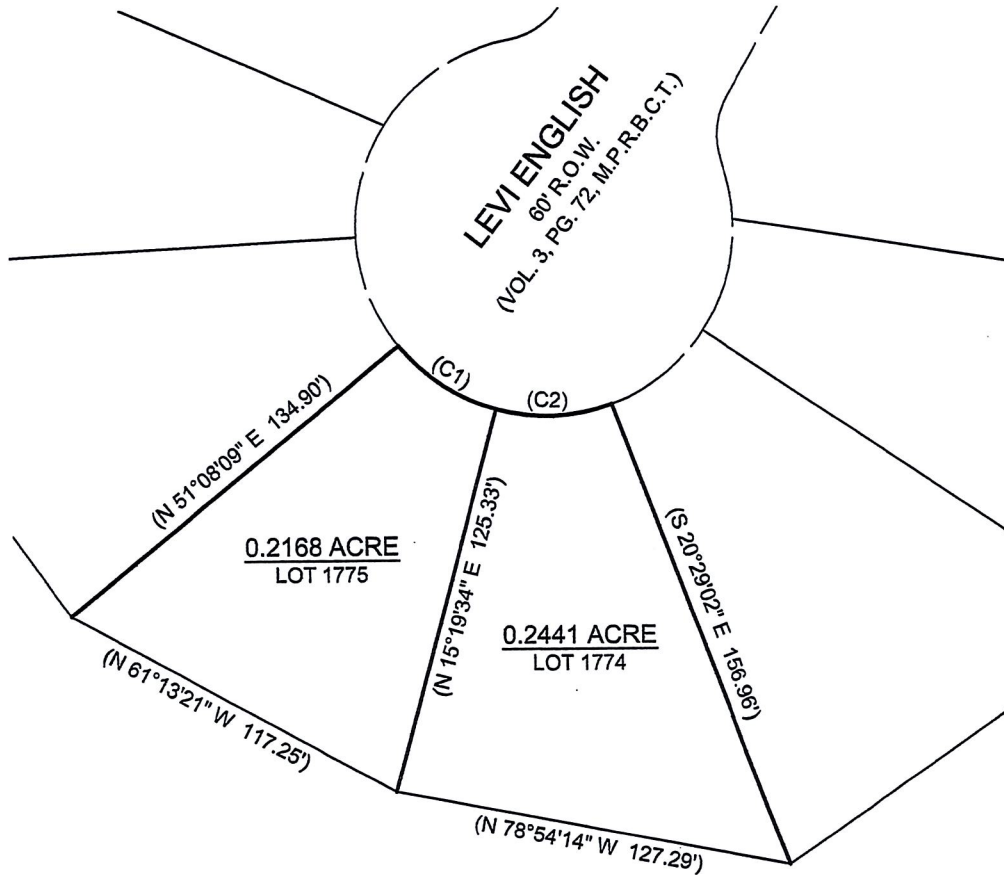 LEVI ENGLISH
60' R.O.W.
(VOL. 3, PG. 72, M.P.R.B.C.T.)
(C1)
(C2)
(N 51°08'09" E 134.90')
0.2168 ACRE
LOT 1775
(N 15°19'34" E 125.33')
0.2441 ACRE
LOT 1774
(S 20°29'02" E 156.96')
(N 61°13'21" W 117.25')
(N 78°54'14" W 127.29')